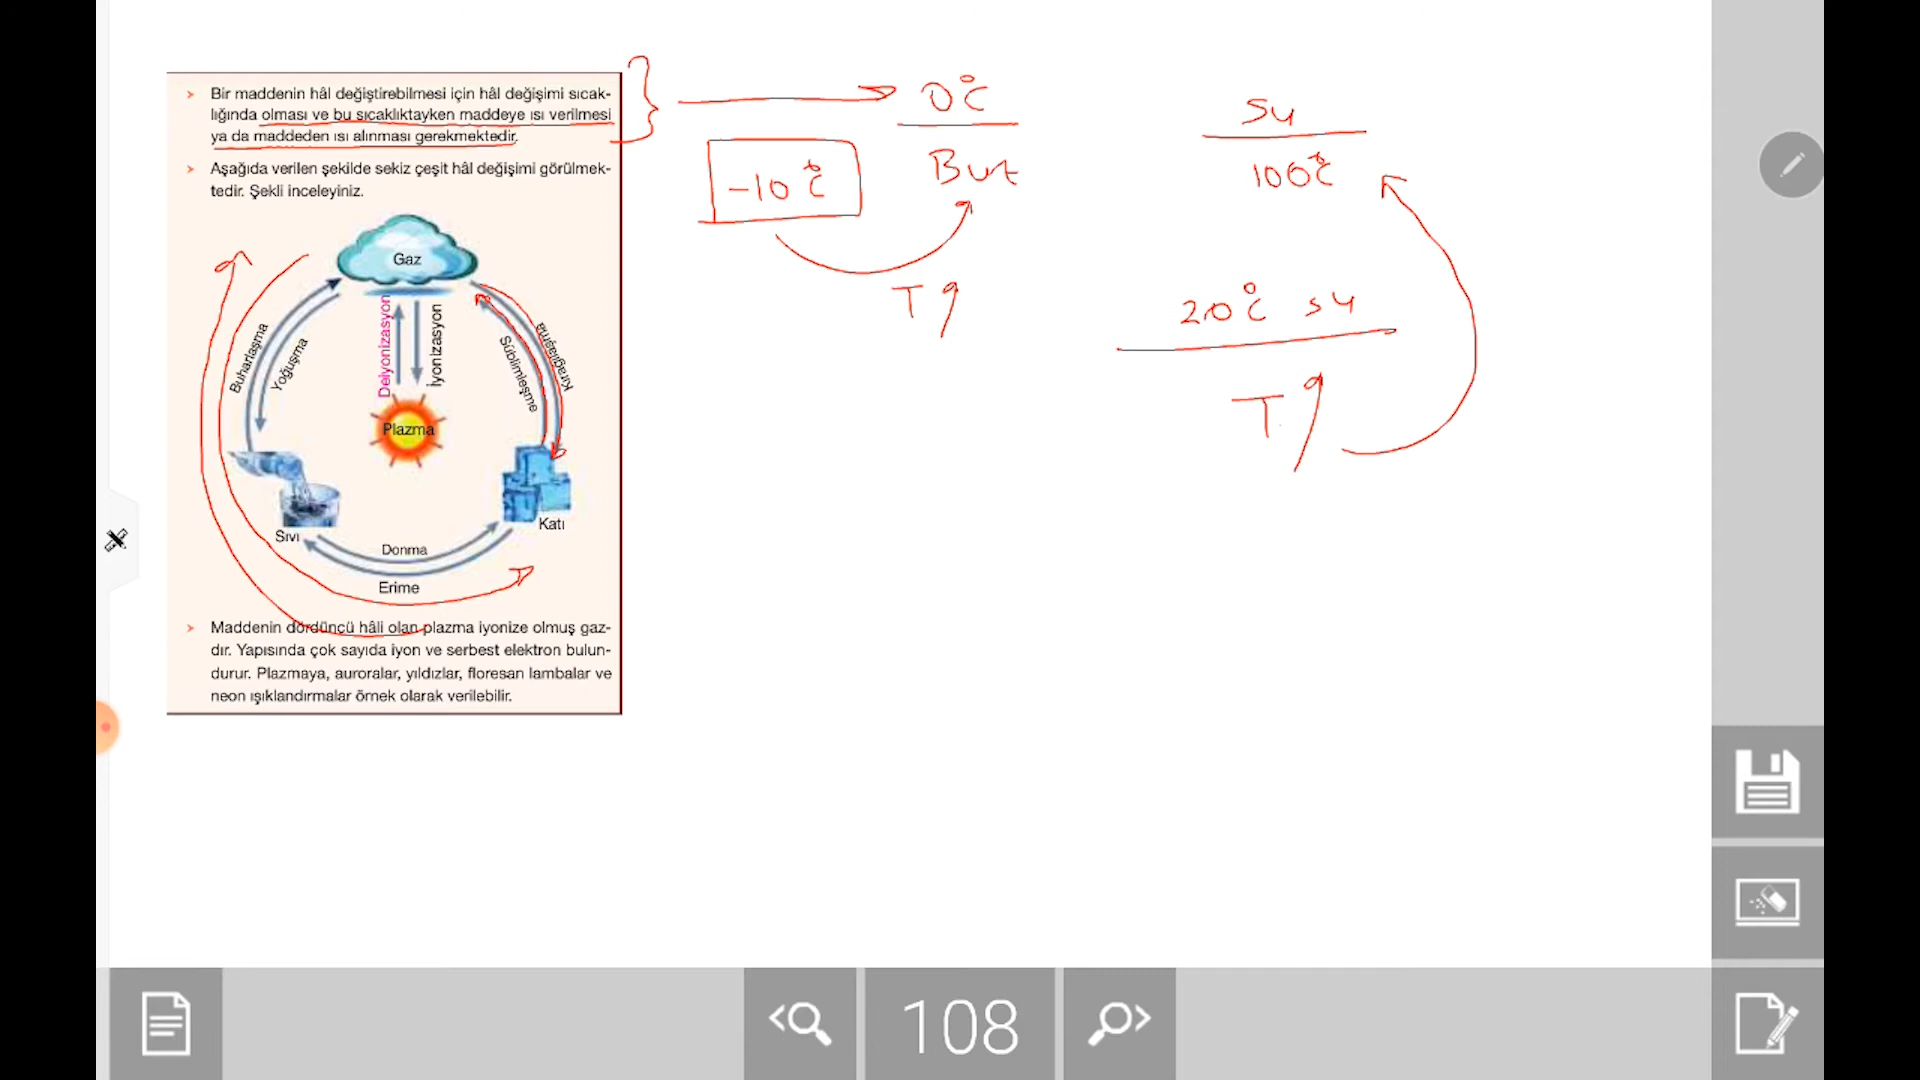 Bir maddenin hâl değiştirebilmesi için hâl değişimi sıcak-
lığında olması ve bu sıcaklıktayken maddeye ısı verilmesi
ya da maddeden ısı alınması gerekmektedir.
Aşağıda verilen şekilde sekiz çeşit hâl değişimi görülmek-
tedir. Şekli inceleyiniz.
Gaz
Buharlaşma
Yoğuşma
Deiyonizasyon
İyonizasyon
Süblimleşme
Kırağılaşma
Plazma
Sıvı
Katı
Donma
Erime
Maddenin dördüncü hâli olan plazma iyonize olmuş gaz-
dır. Yapısında çok sayıda iyon ve serbest elektron bulun-
durur. Plazmaya, auroralar, yıldızlar, floresan lambalar ve
neon ışıklandırmalar örnek olarak verilebilir.
0°C
Buz
-10°C
T
Su
100°C
20°C su
T
108